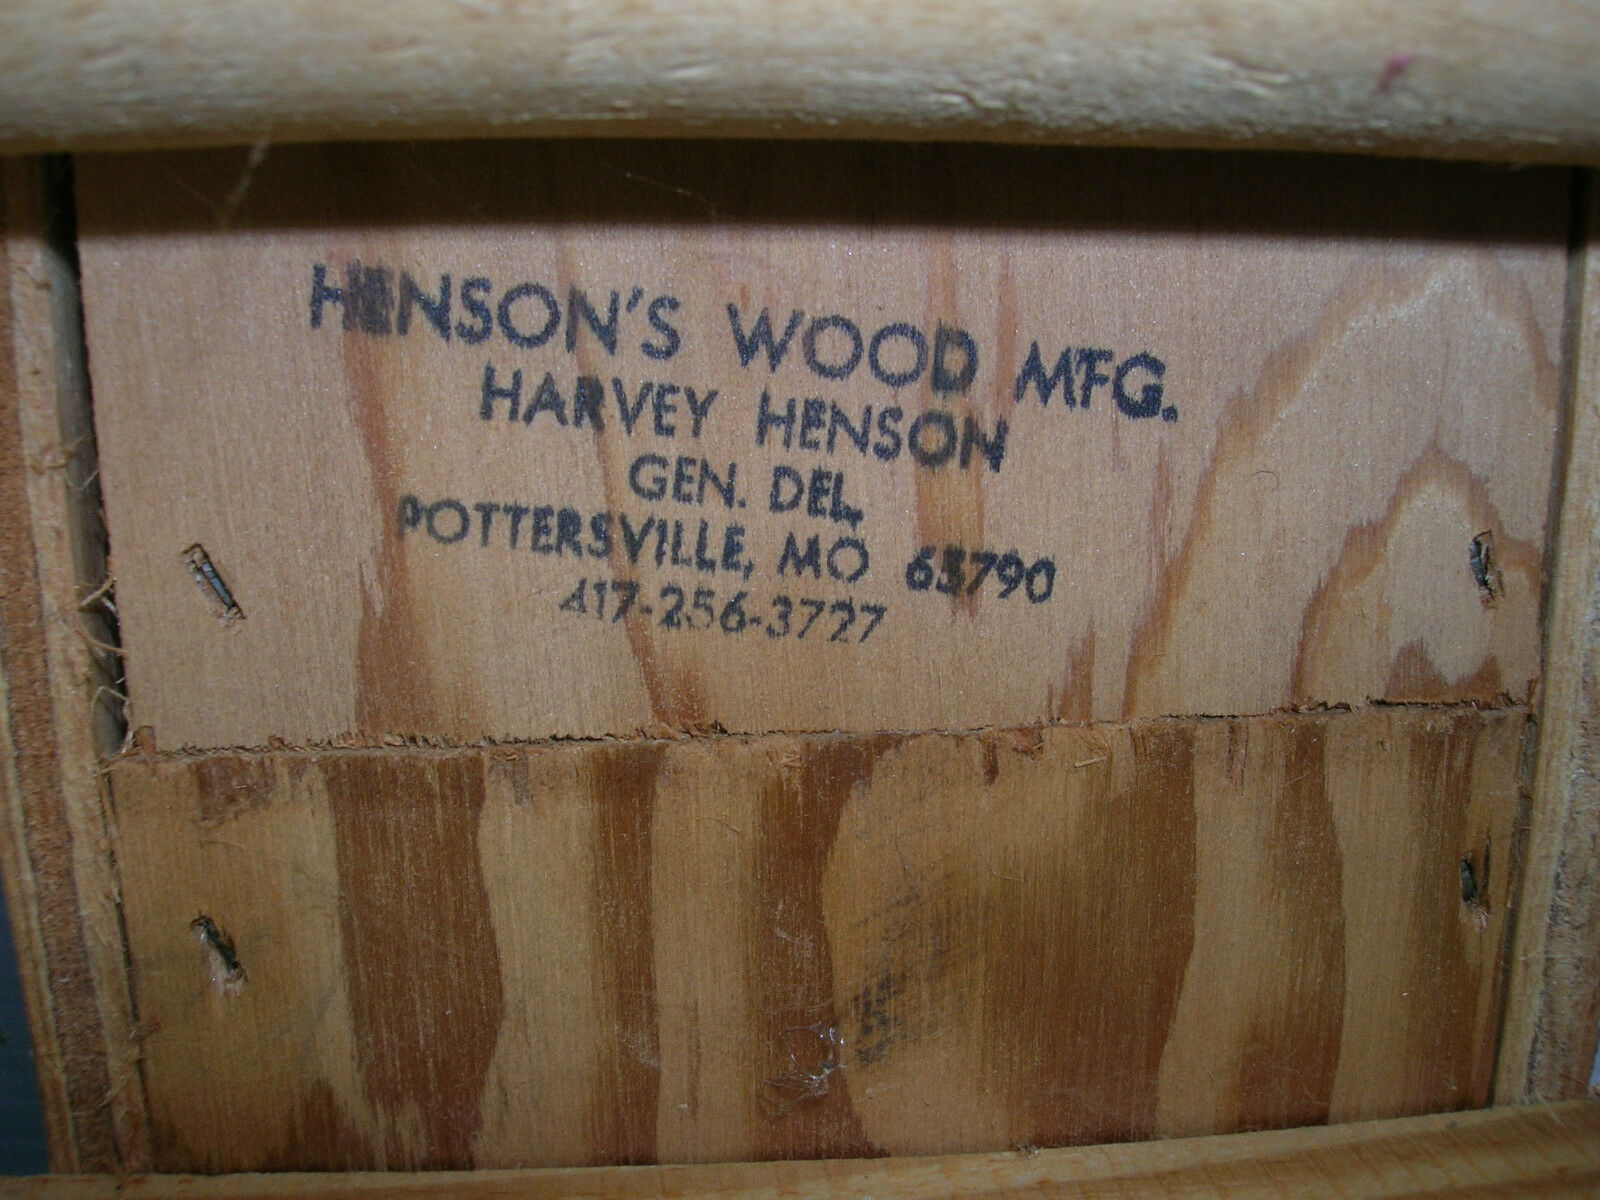 HENSON'S WOOD MFG.
HARVEY HENSON
GEN. DEL,
POTTERSVILLE, MO 65790
417-256-3727